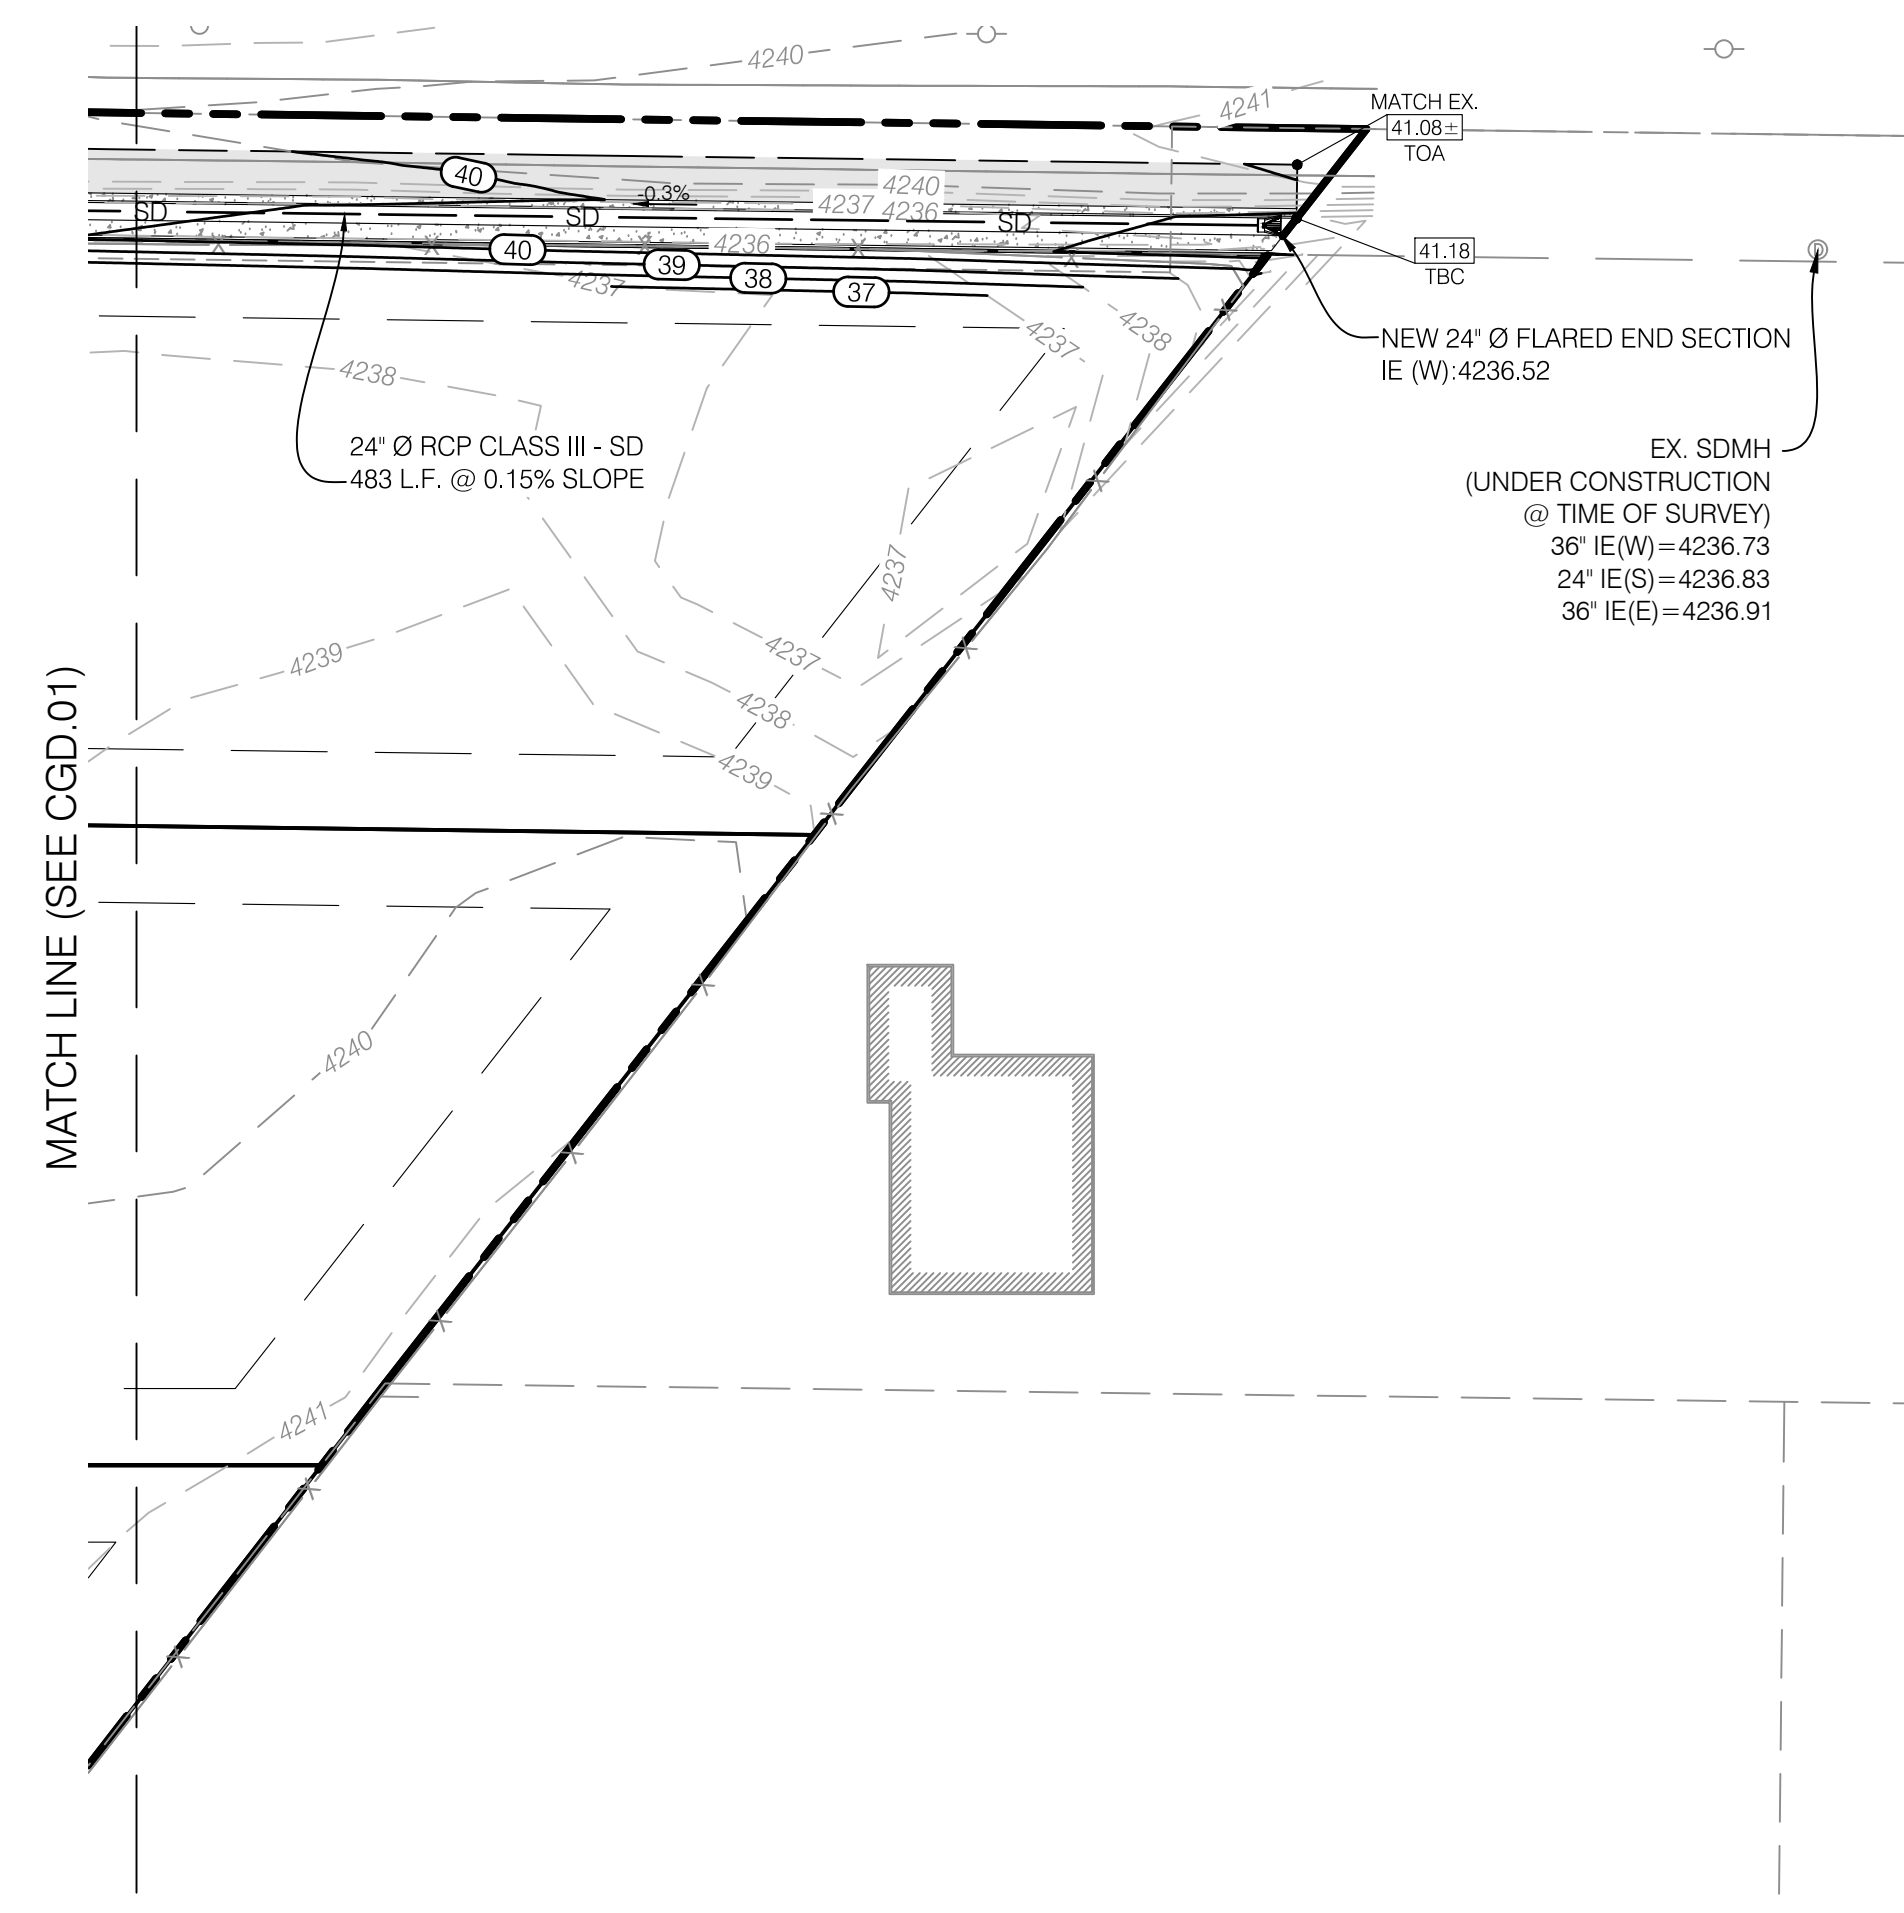 4240
4241
MATCH EX.
41.08±
TOA
40
-0.3%
4240
4237 4236
SD
SD
SD
4236
40
39
38
37
4237
41.18
TBC
4237
4238
NEW 24" Ø FLARED END SECTION
IE (W):4236.52
4238
24" Ø RCP CLASS III - SD
483 L.F. @ 0.15% SLOPE
EX. SDMH
(UNDER CONSTRUCTION
@ TIME OF SURVEY)
36" IE(W)=4236.73
24" IE(S)=4236.83
36" IE(E)=4236.91
4237
4239
4237
4238
4239
MATCH LINE (SEE CGD.01)
4240
4241